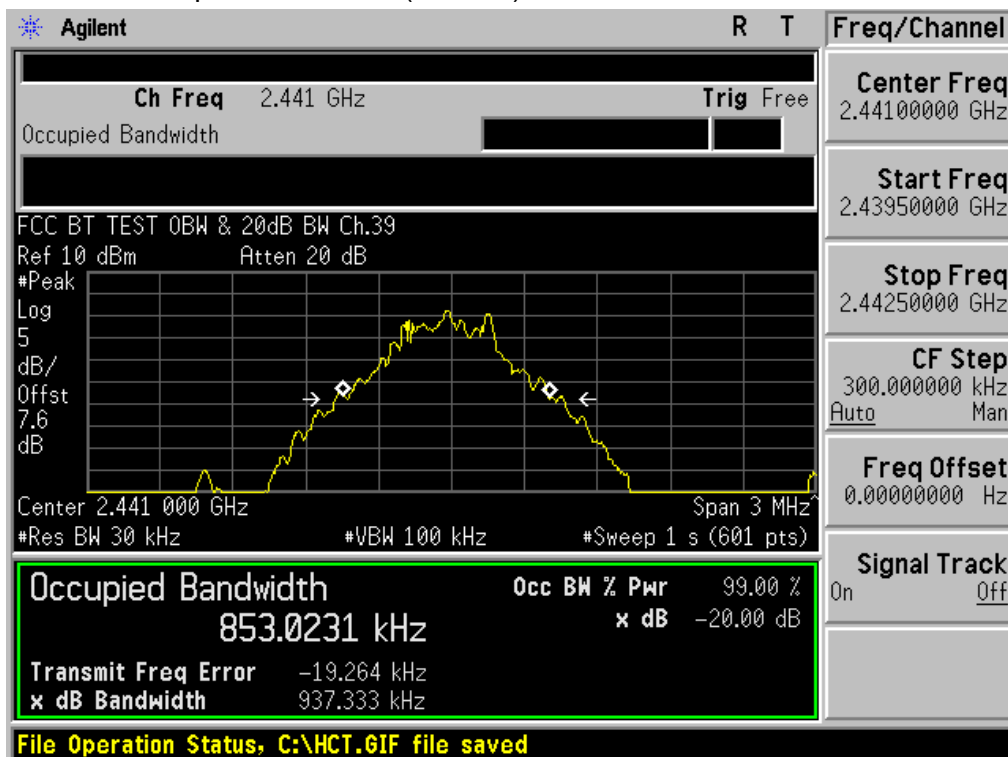 Agilent R T Freq/Channel
Ch Freq 2.441 GHz Trig Free
Occupied Bandwidth
Center Freq
2.44100000 GHz
Start Freq
2.43950000 GHz
Stop Freq
2.44250000 GHz
CF Step
300.000000 kHz
Auto Man
Freq Offset
0.00000000 Hz
Signal Track
On Off
FCC BT TEST OBW & 20dB BW Ch.39
Ref 10 dBm Atten 20 dB
#Peak
Log
5
dB/
Offst
7.6
dB
Center 2.441 000 GHz Span 3 MHz^
#Res BW 30 kHz #VBW 100 kHz #Sweep 1 s (601 pts)
Occupied Bandwidth Occ BW % Pwr 99.00 %
853.0231 kHz x dB -20.00 dB
Transmit Freq Error -19.264 kHz
x dB Bandwidth 937.333 kHz
File Operation Status, C:\HCT.GIF file saved